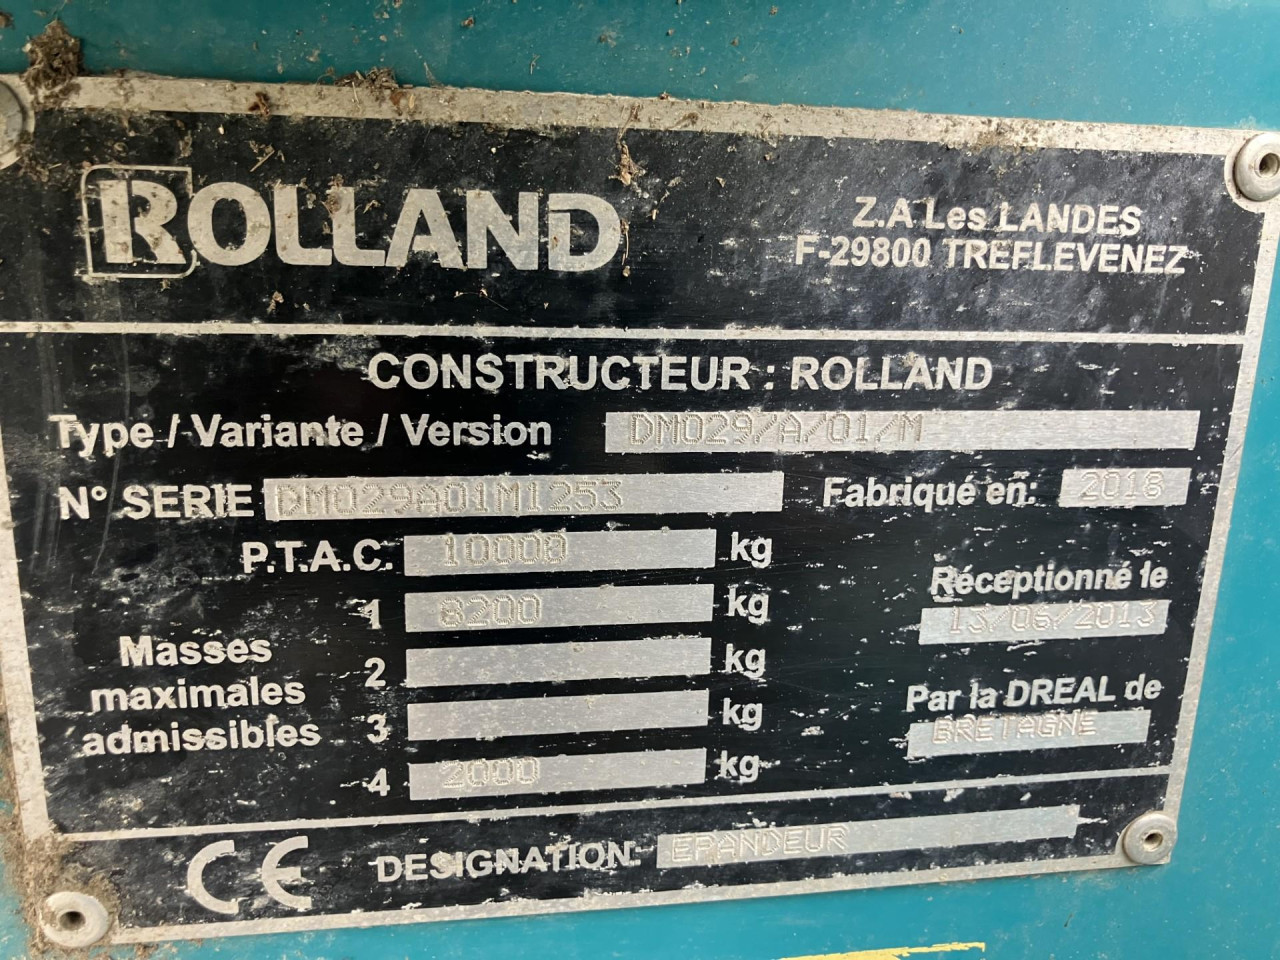 ROLLAND
Z.A Les LANDES
F-29800 TREFLEVENEZ
CONSTRUCTEUR : ROLLAND
Type / Variante / Version DM029/A/01/M
N° SERIE DM029A01M1253 Fabriqué en: 2018
P.T.A.C. 10000 kg
Réceptionné le
13/06/2013
Masses
maximales
admissibles
1 8200 kg
2 kg
3 kg
4 2000 kg
Par la DREAL de
BRETAGNE
CE DESIGNATION: EPANDEUR